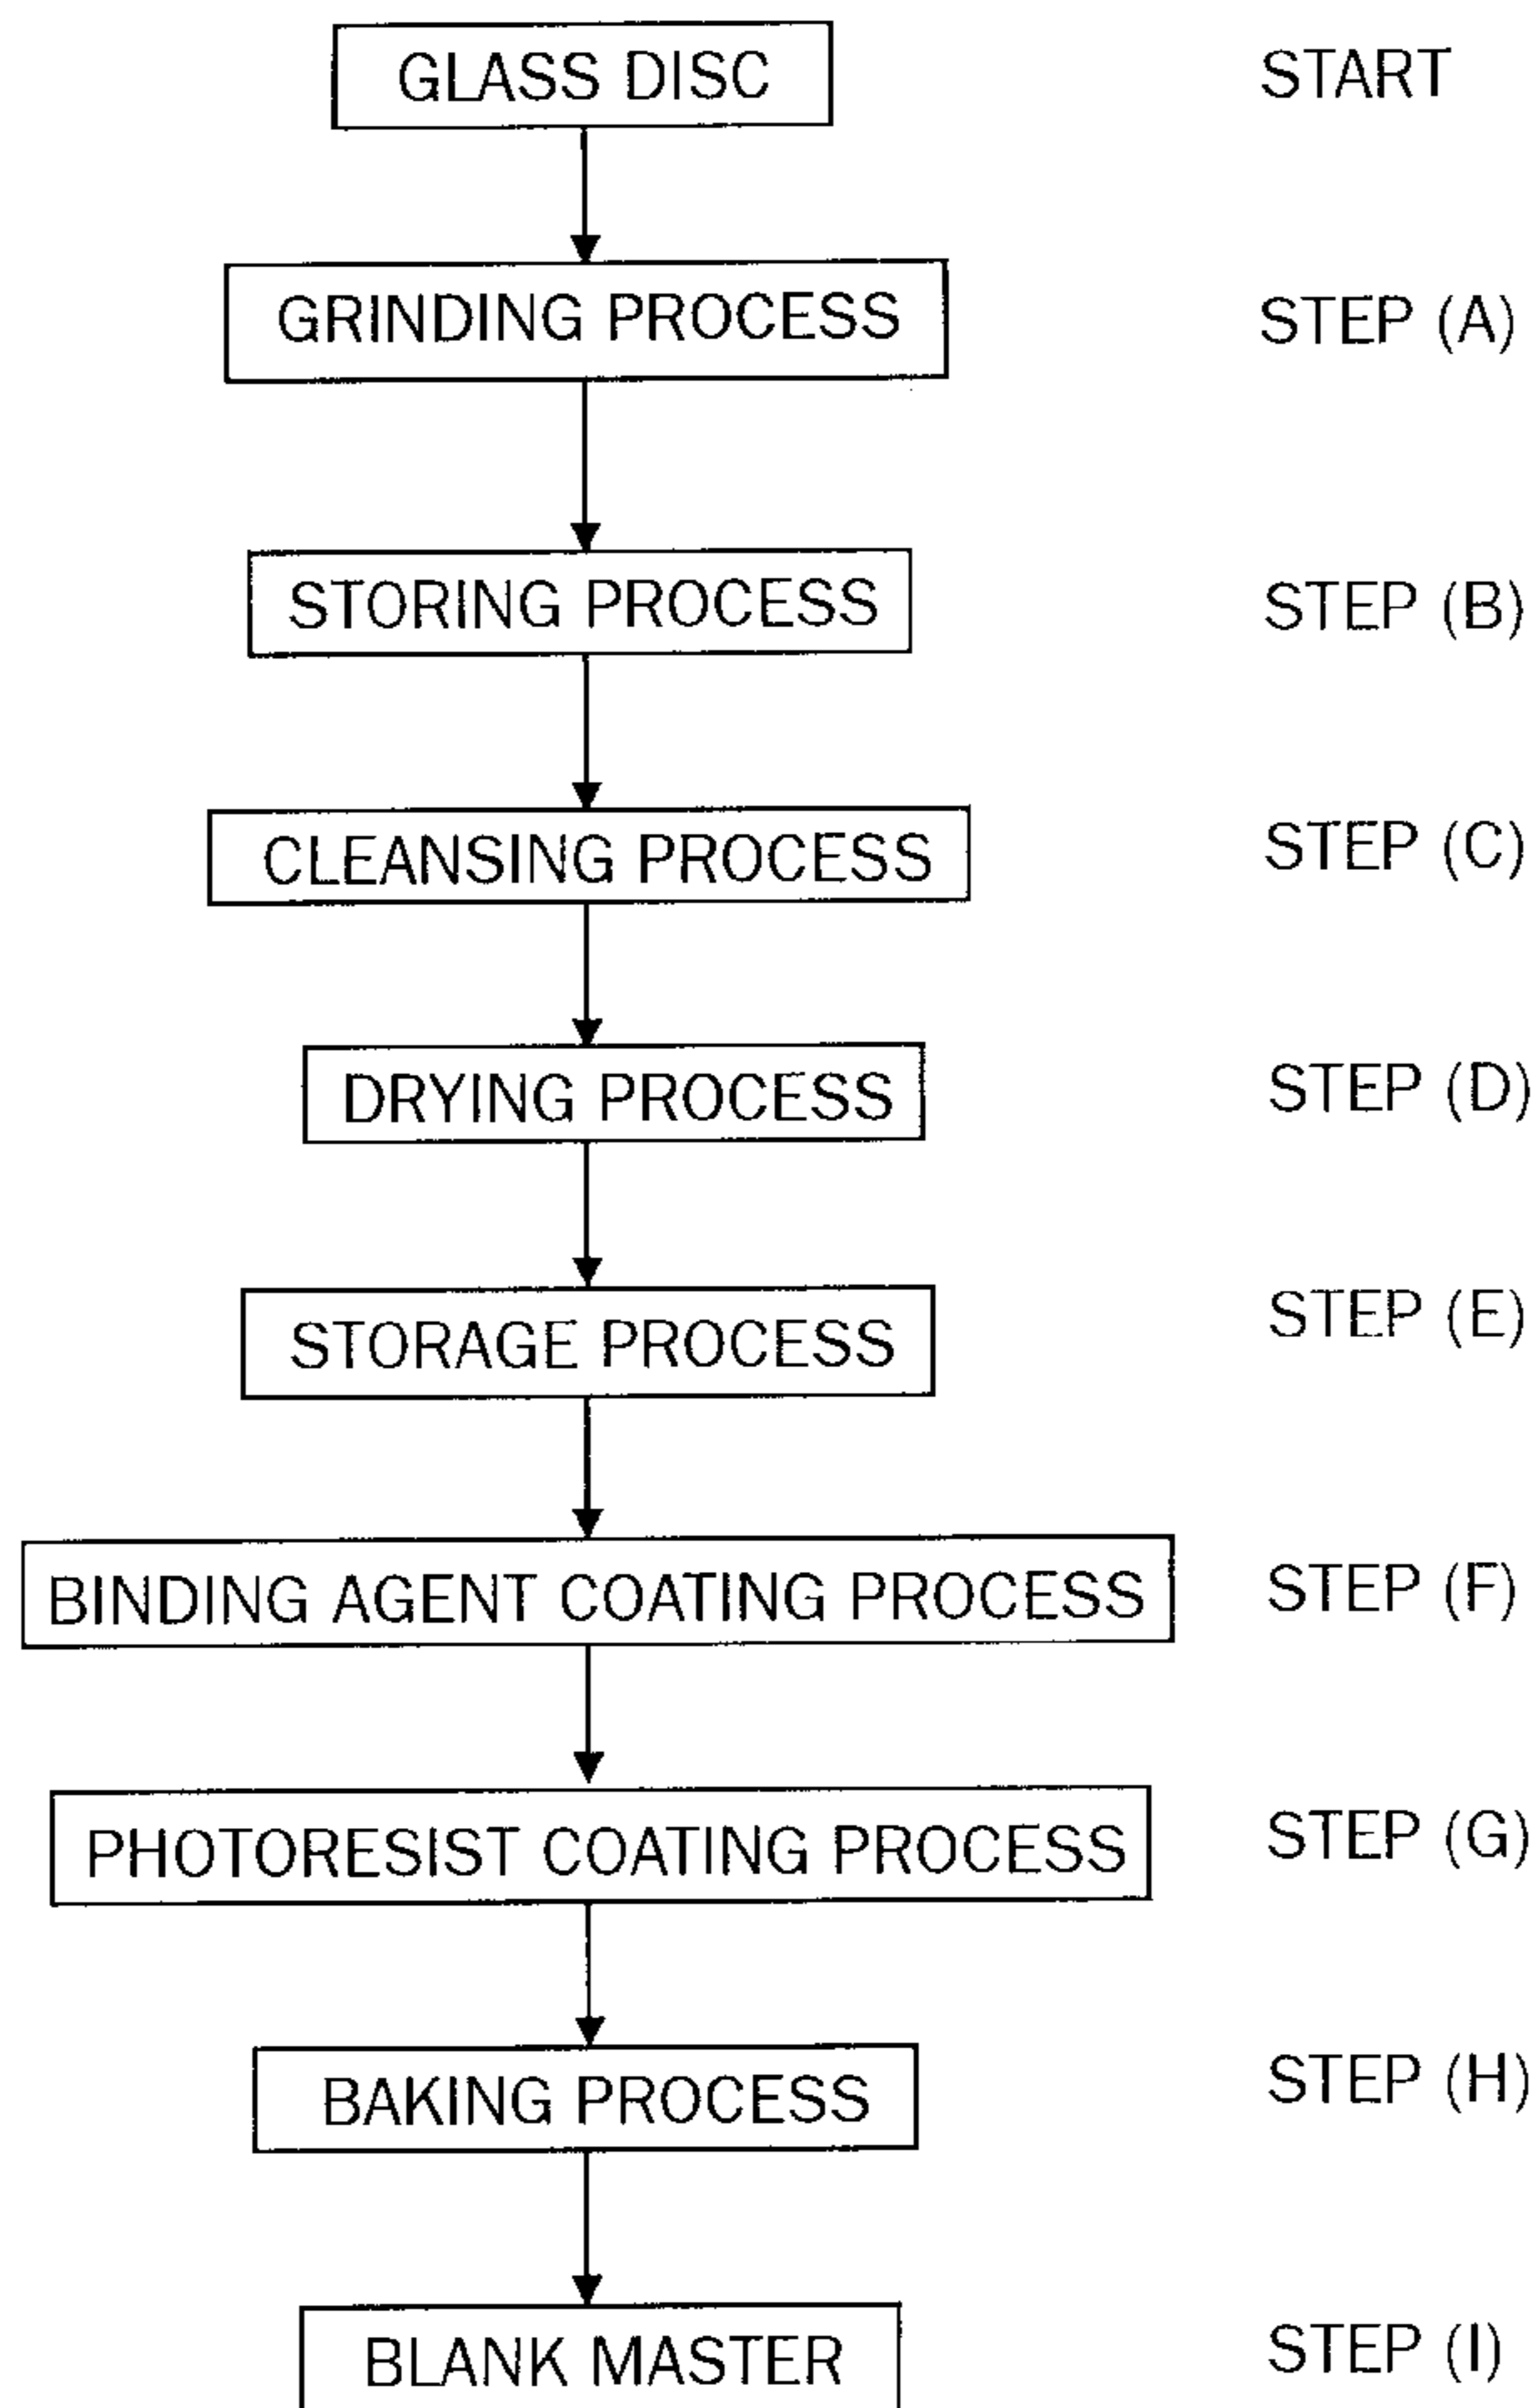 GLASS DISC START
GRINDING PROCESS STEP (A)
STORING PROCESS STEP (B)
CLEANSING PROCESS STEP (C)
DRYING PROCESS STEP (D)
STORAGE PROCESS STEP (E)
BINDING AGENT COATING PROCESS STEP (F)
PHOTORESIST COATING PROCESS STEP (G)
BAKING PROCESS STEP (H)
BLANK MASTER STEP (I)